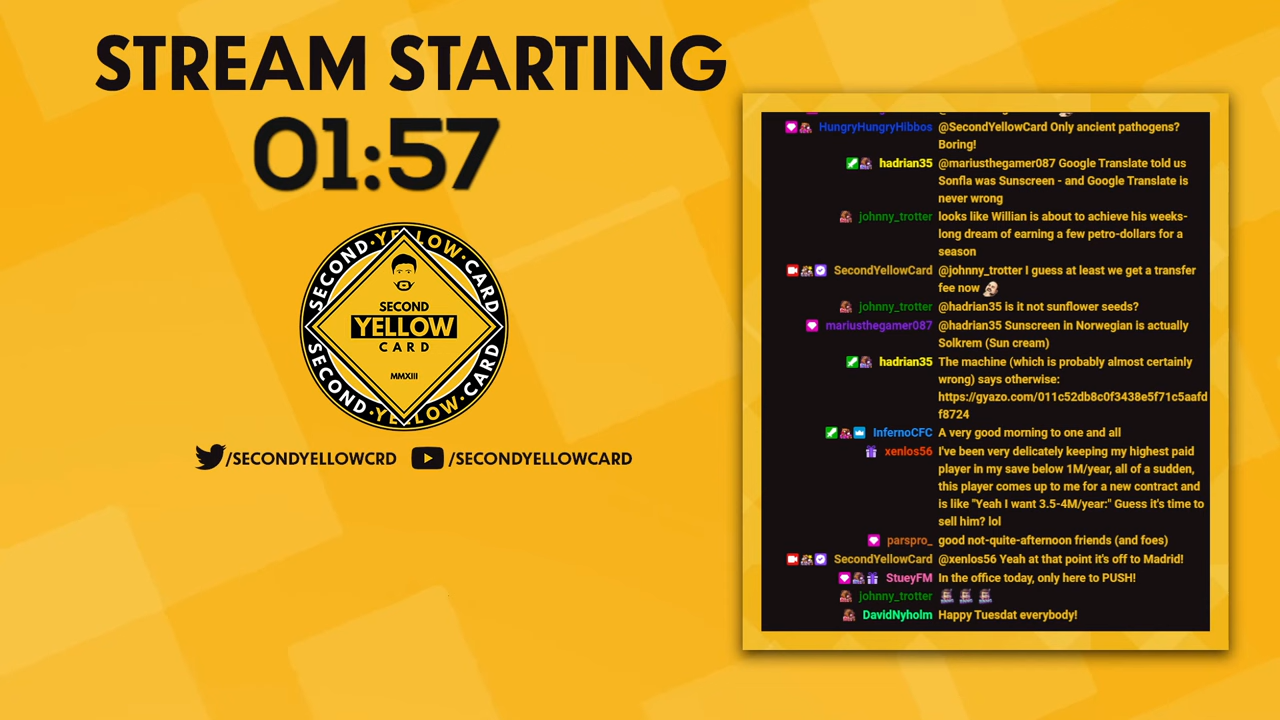 STREAM STARTING
01:57
SECOND·YELLOW·CARD
SECOND
YELLOW
CARD
MMXIII
SECOND·YELLOW·CARD
/SECONDYELLOWCRD /SECONDYELLOWCARD
HungryHungryHibbos @SecondYellowCard Only ancient pathogens?
Boring!
hadrian35 @mariusthegamer087 Google Translate told us
Sonfla was Sunscreen - and Google Translate is
never wrong
johnny_trotter looks like Willian is about to achieve his weeks-
long dream of earning a few petro-dollars for a
season
SecondYellowCard @johnny_trotter I guess at least we get a transfer
fee now
johnny_trotter @hadrian35 is it not sunflower seeds?
mariusthegamer087 @hadrian35 Sunscreen in Norwegian is actually
Solkrem (Sun cream)
hadrian35 The machine (which is probably almost certainly
wrong) says otherwise:
https://gyazo.com/011c52db8c0f3438e5f71c5aafd
f8724
InfernoCFC A very good morning to one and all
xenlos56 I've been very delicately keeping my highest paid
player in my save below 1M/year, all of a sudden,
this player comes up to me for a new contract and
is like "Yeah I want 3.5-4M/year:" Guess it's time to
sell him? lol
parspro_ good not-quite-afternoon friends (and foes)
SecondYellowCard @xenlos56 Yeah at that point it's off to Madrid!
StueyFM In the office today, only here to PUSH!
johnny_trotter
DavidNyholm Happy Tuesdat everybody!